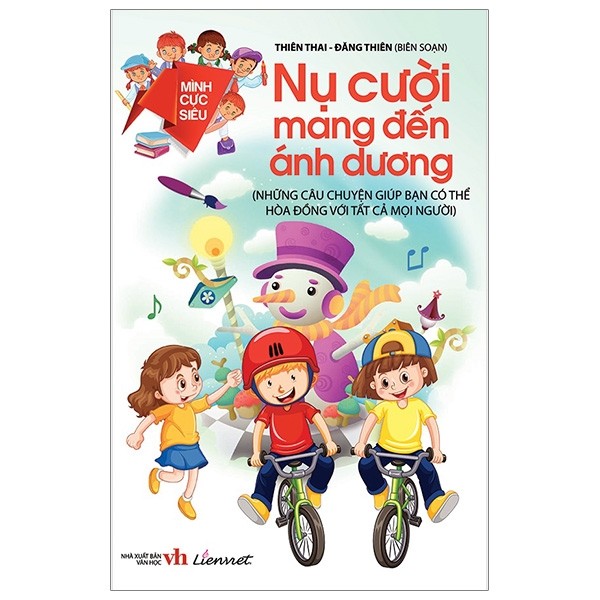 THIÊN THAI - ĐĂNG THIÊN (BIÊN SOẠN)
MÌNH
CỰC
SIÊU
Nụ cười
mang đến
ánh dương
(NHỮNG CÂU CHUYỆN GIÚP BẠN CÓ THỂ
HÒA ĐỒNG VỚI TẤT CẢ MỌI NGƯỜI)
NHÀ XUẤT BẢN
VĂN HỌC
vh
Lienviet